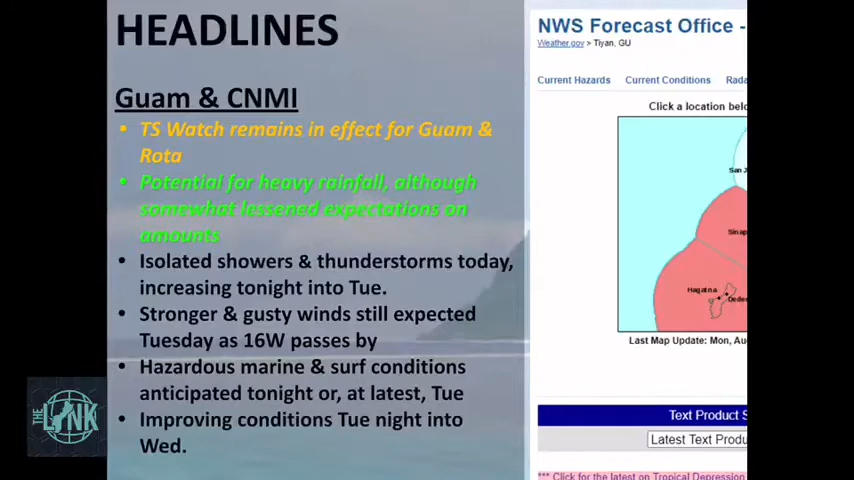 HEADLINES
Guam & CNMI
• TS Watch remains in effect for Guam &
Rota
• Potential for heavy rainfall, although
somewhat lessened expectations on
amounts
• Isolated showers & thunderstorms today,
increasing tonight into Tue.
• Stronger & gusty winds still expected
Tuesday as 16W passes by
• Hazardous marine & surf conditions
anticipated tonight or, at latest, Tue
• Improving conditions Tue night into
Wed.
THE LINK
NWS Forecast Office -
Weather.gov > Tiyan, GU
Current Hazards Current Conditions Rada
Click a location belo
San J
Sinap
Hagatna
Deded
Last Map Update: Mon, Au
Text Product S
Latest Text Produ
*** Click for the latest on Tropical Depression